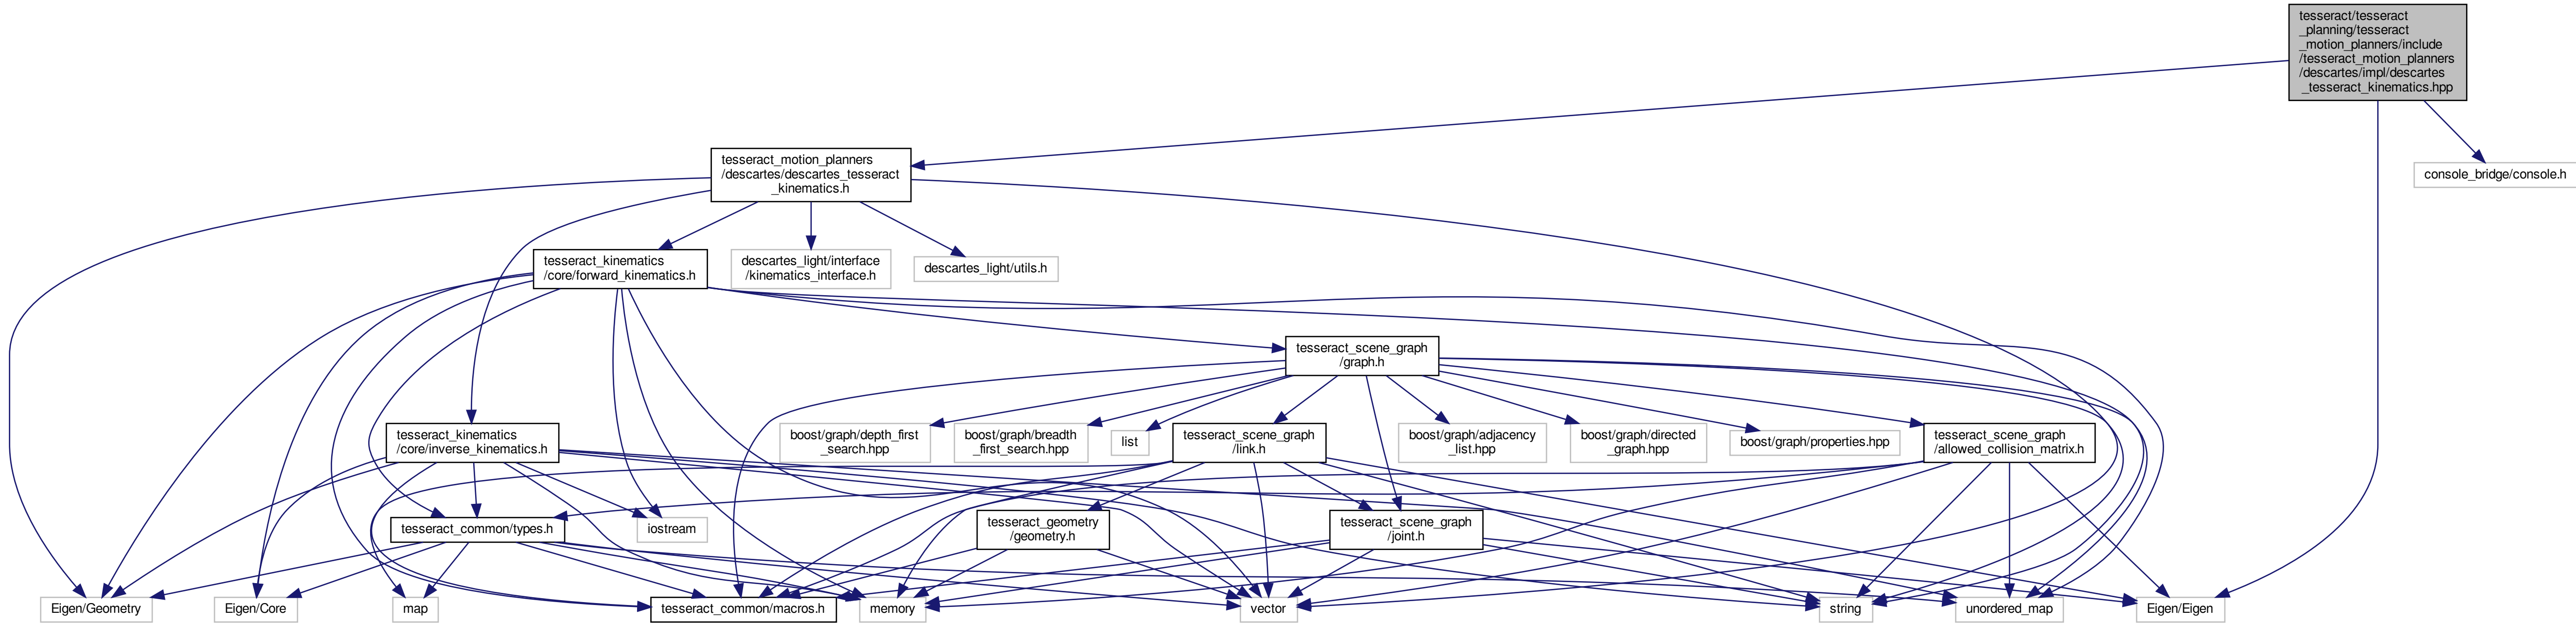 tesseract/tesseract
_planning/tesseract
_motion_planners/include
/tesseract_motion_planners
/descartes/impl/descartes
_tesseract_kinematics.hpp
tesseract_motion_planners
/descartes/descartes_tesseract
_kinematics.h
console_bridge/console.h
tesseract_kinematics
/core/forward_kinematics.h
descartes_light/interface
/kinematics_interface.h
descartes_light/utils.h
tesseract_scene_graph
/graph.h
tesseract_kinematics
/core/inverse_kinematics.h
boost/graph/depth_first
_search.hpp
boost/graph/breadth
_first_search.hpp
list
tesseract_scene_graph
/link.h
boost/graph/adjacency
_list.hpp
boost/graph/directed
_graph.hpp
boost/graph/properties.hpp
tesseract_scene_graph
/allowed_collision_matrix.h
tesseract_common/types.h
iostream
tesseract_geometry
/geometry.h
tesseract_scene_graph
/joint.h
Eigen/Geometry
Eigen/Core
map
tesseract_common/macros.h
memory
vector
string
unordered_map
Eigen/Eigen